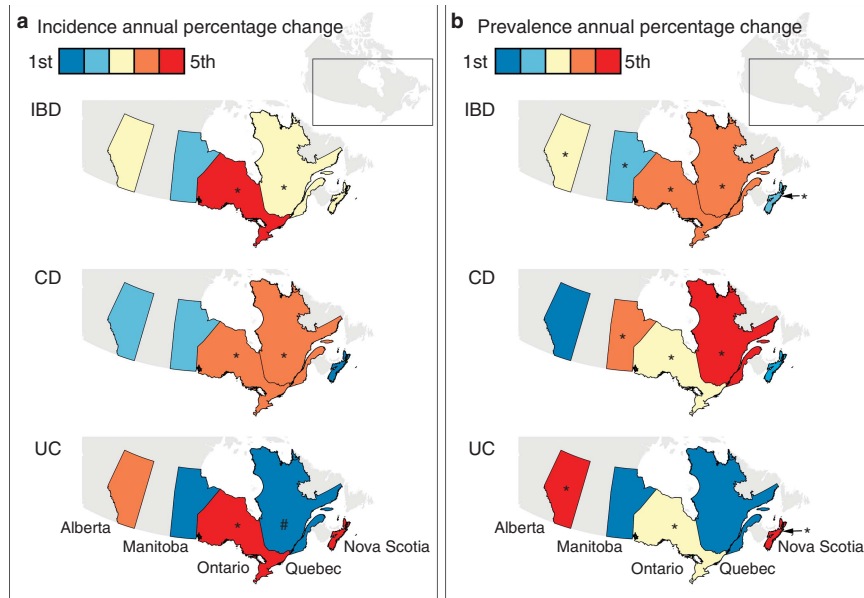 a Incidence annual percentage change
1st 5th
IBD
*
*
CD
*
*
UC
*
#
Alberta
Manitoba
Ontario
Quebec
Nova Scotia
b Prevalence annual percentage change
1st 5th
IBD
*
*
*
*
*
CD
*
*
*
UC
*
*
*
Alberta
Manitoba
Ontario
Quebec
Nova Scotia